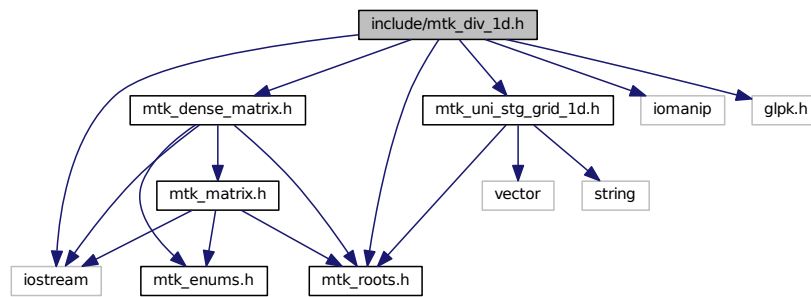 include/mtk_div_1d.h
mtk_dense_matrix.h
mtk_uni_stg_grid_1d.h
iomanip
glpk.h
mtk_matrix.h
vector
string
iostream
mtk_enums.h
mtk_roots.h